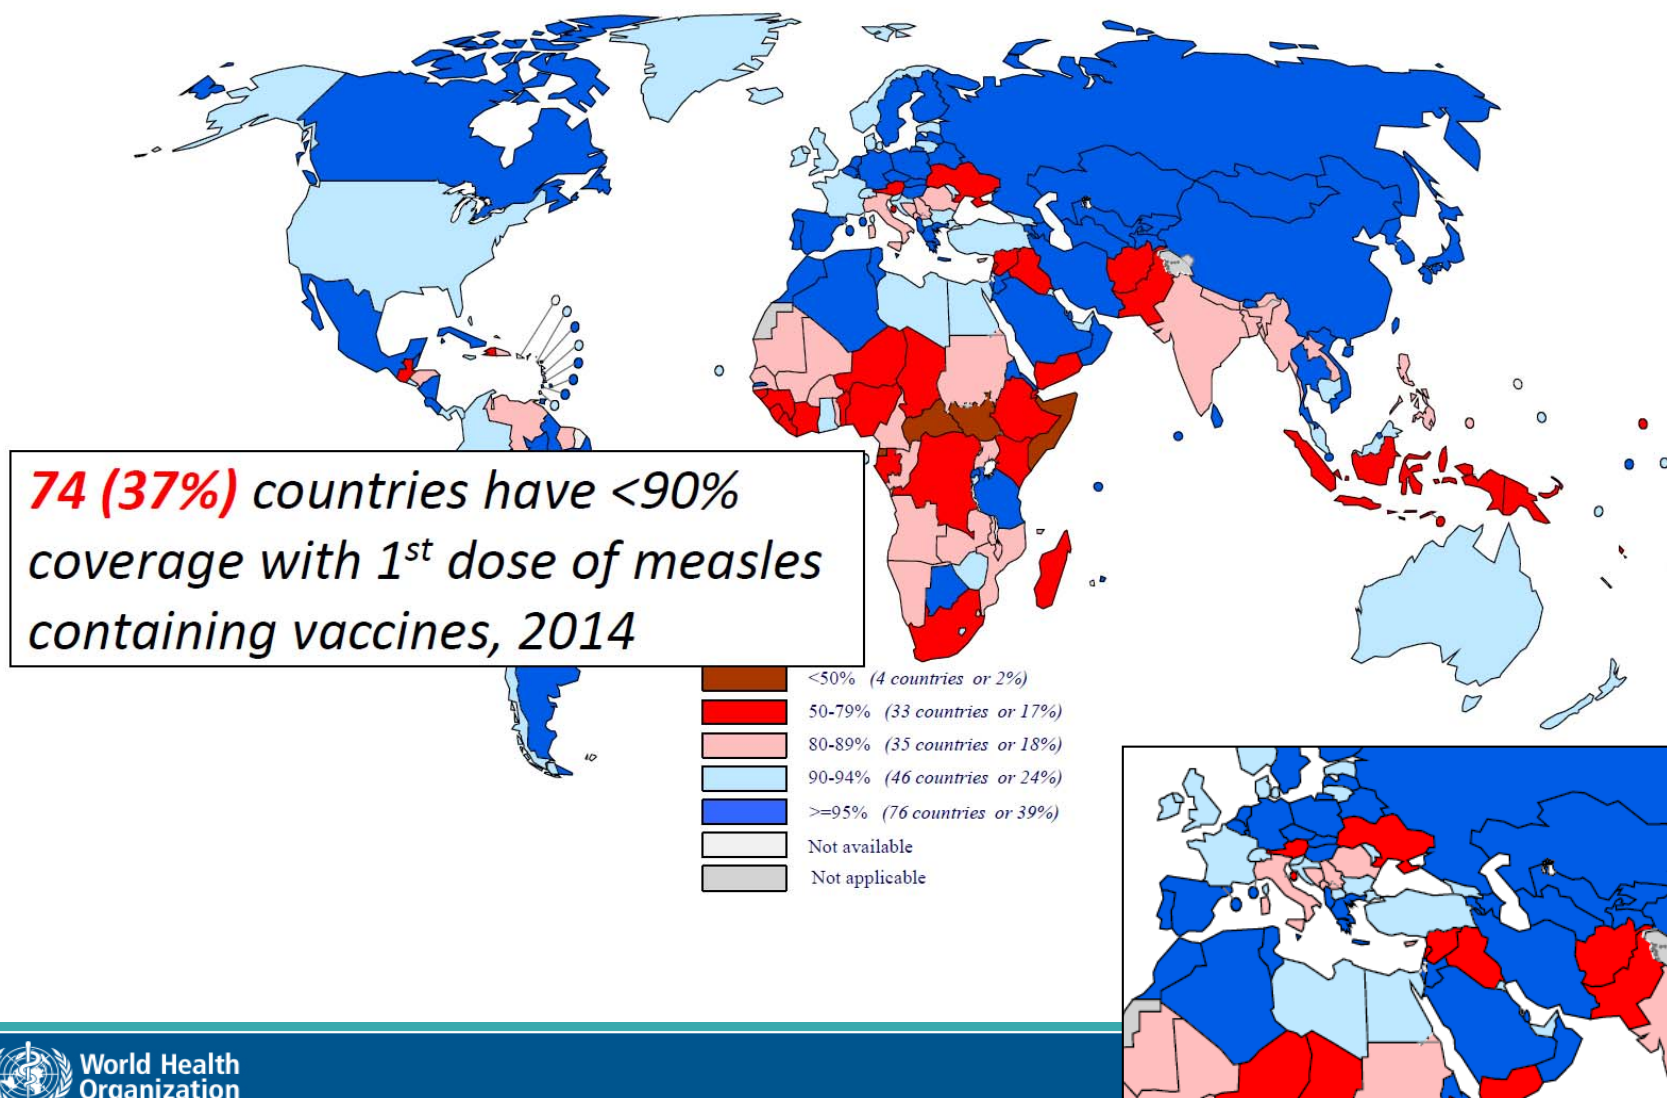 74 (37%) countries have <90%
coverage with 1st dose of measles
containing vaccines, 2014
<50% (4 countries or 2%)
50-79% (33 countries or 17%)
80-89% (35 countries or 18%)
90-94% (46 countries or 24%)
>=95% (76 countries or 39%)
Not available
Not applicable
World Health
Organization